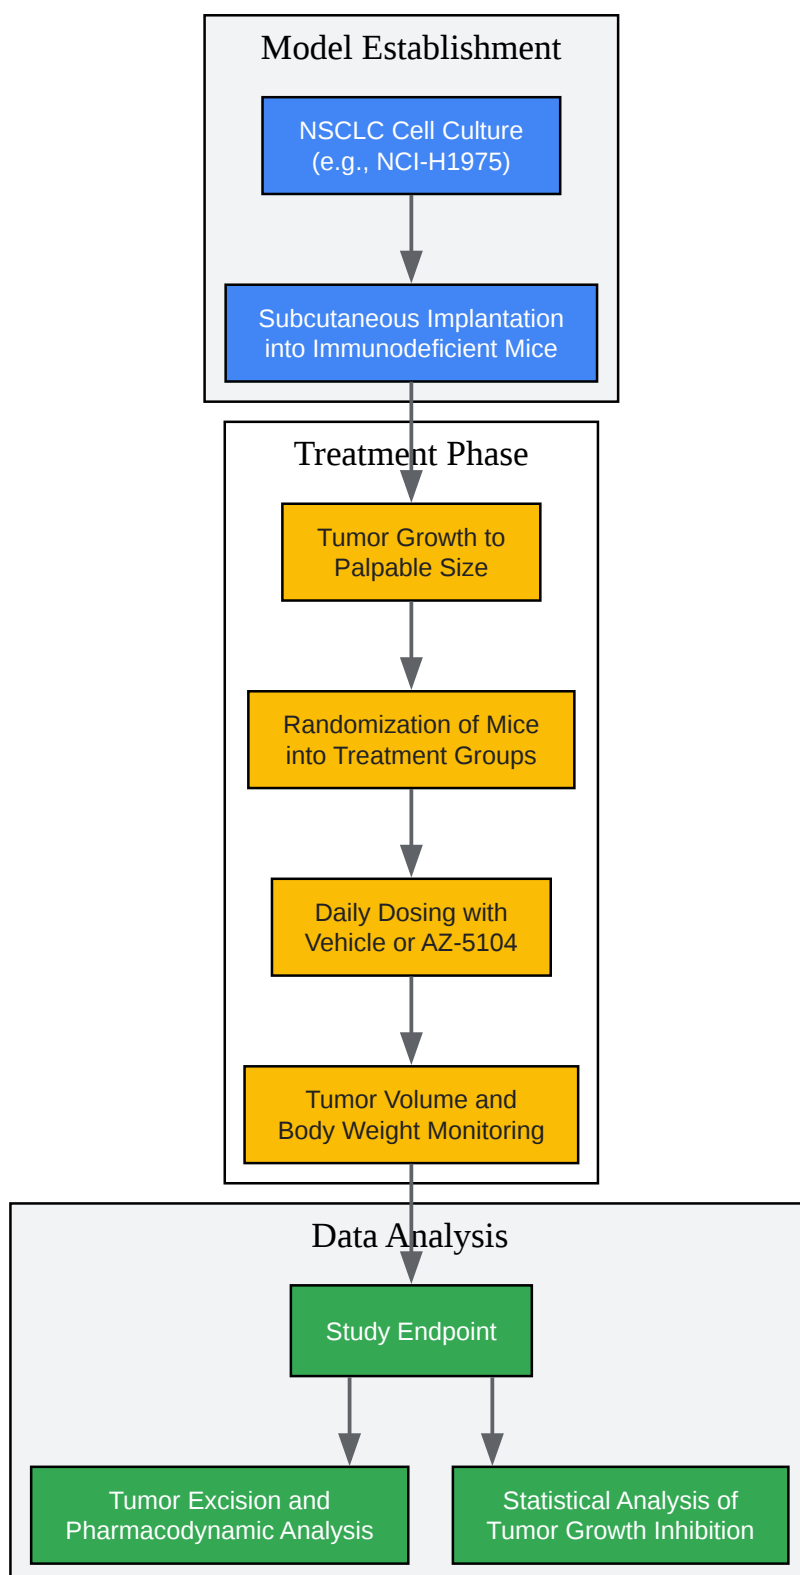 Model Establishment
NSCLC Cell Culture
(e.g., NCI-H1975)
Subcutaneous Implantation
into Immunodeficient Mice
Treatment Phase
Tumor Growth to
Palpable Size
Randomization of Mice
into Treatment Groups
Daily Dosing with
Vehicle or AZ-5104
Tumor Volume and
Body Weight Monitoring
Data Analysis
Study Endpoint
Tumor Excision and
Pharmacodynamic Analysis
Statistical Analysis of
Tumor Growth Inhibition